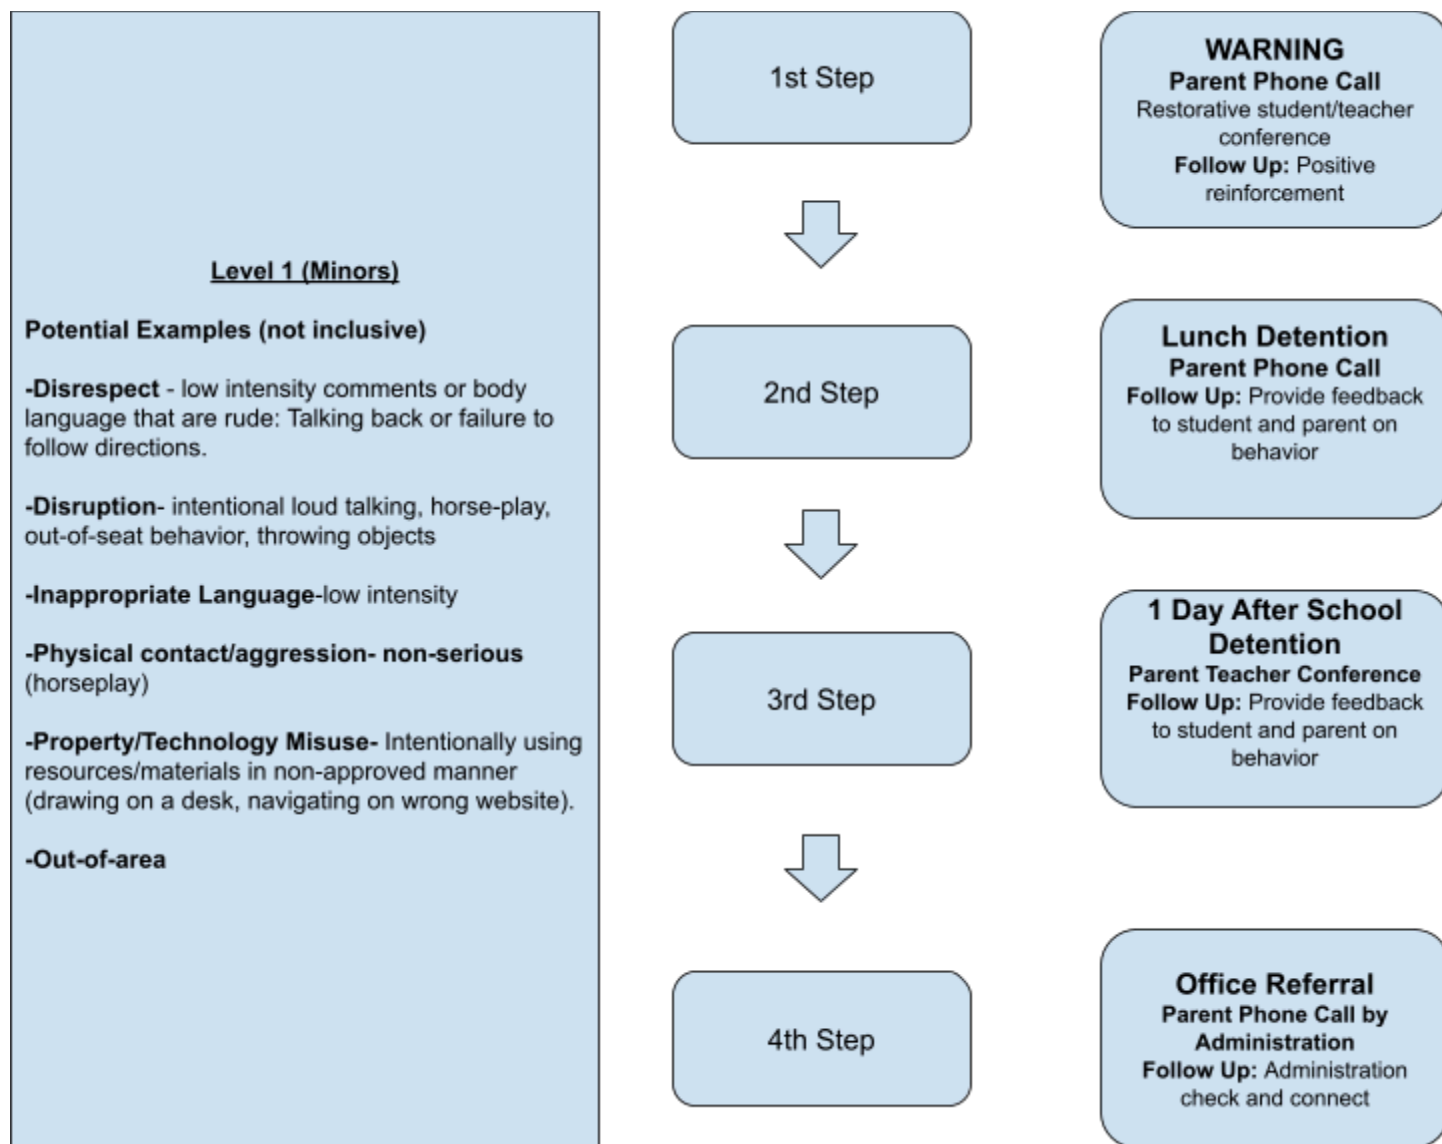 Level 1 (Minors)
Potential Examples (not inclusive)
-Disrespect - low intensity comments or body
language that are rude: Talking back or failure to
follow directions.
-Disruption- intentional loud talking, horse-play,
out-of-seat behavior, throwing objects
-Inappropriate Language-low intensity
-Physical contact/aggression- non-serious
(horseplay)
-Property/Technology Misuse- Intentionally using
resources/materials in non-approved manner
(drawing on a desk, navigating on wrong website).
-Out-of-area
1st Step
WARNING
Parent Phone Call
Restorative student/teacher
conference
Follow Up: Positive
reinforcement
2nd Step
Lunch Detention
Parent Phone Call
Follow Up: Provide feedback
to student and parent on
behavior
3rd Step
1 Day After School
Detention
Parent Teacher Conference
Follow Up: Provide feedback
to student and parent on
behavior
4th Step
Office Referral
Parent Phone Call by
Administration
Follow Up: Administration
check and connect